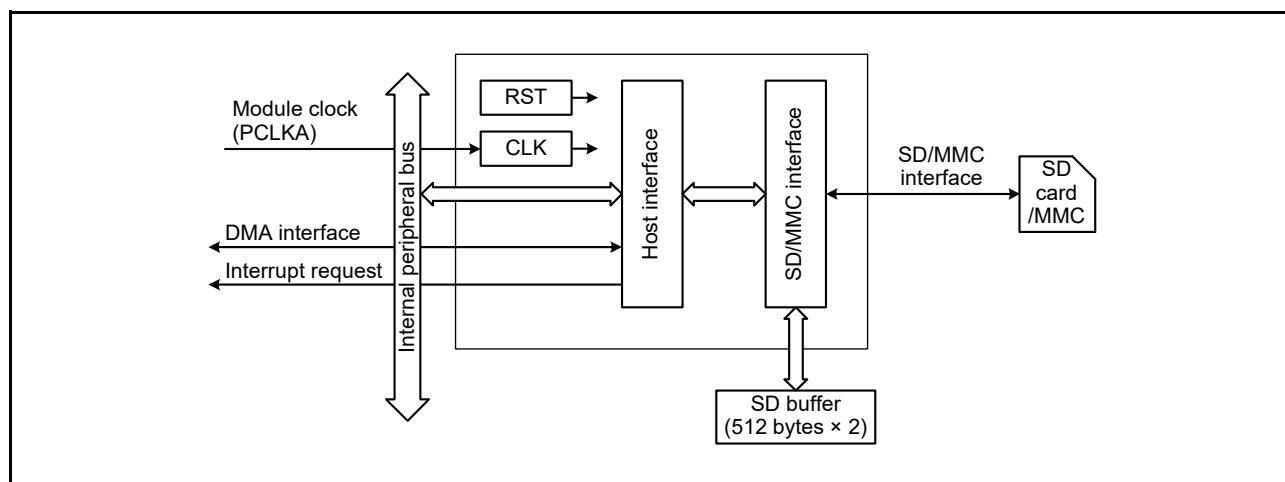 Module clock
(PCLKA)
RST
CLK
DMA interface
Interrupt request
Internal peripheral bus
Host interface
SD/MMC interface
SD/MMC
interface
SD
card
/MMC
SD buffer
(512 bytes × 2)